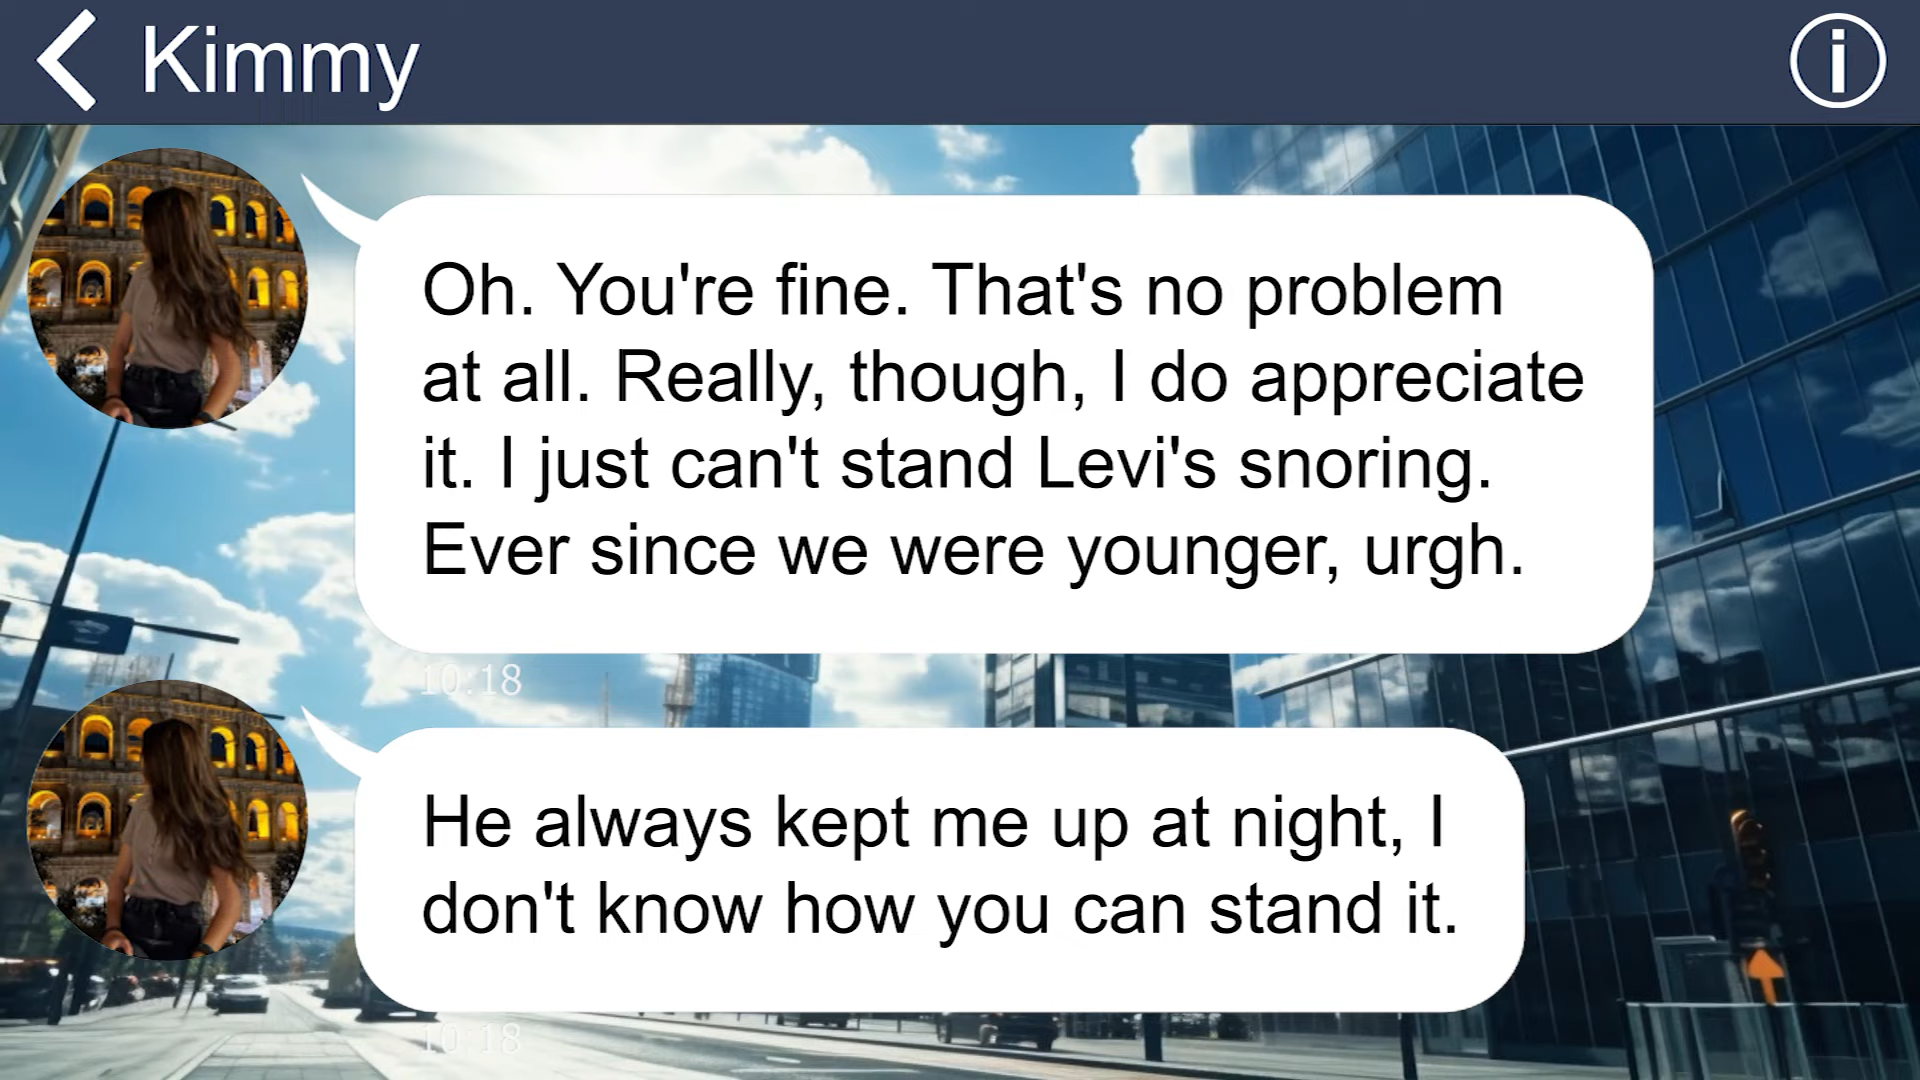 Kimmy
Oh. You're fine. That's no problem
at all. Really, though, I do appreciate
it. I just can't stand Levi's snoring.
Ever since we were younger, urgh.
10:18
He always kept me up at night, I
don't know how you can stand it.
10:18